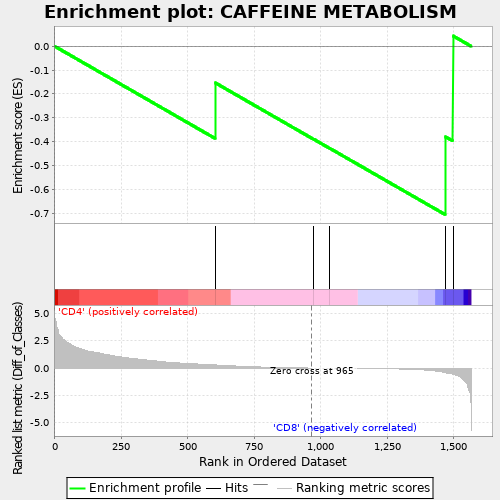 Enrichment plot: CAFFEINE METABOLISM
Enrichment score (ES)
0.0
-0.1
-0.2
-0.3
-0.4
-0.5
-0.6
-0.7
Ranked list metric (Diff_of_Classes)
5.0
2.5
0.0
-2.5
-5.0
'CD4' (positively correlated)
Zero cross at 965
'CD8' (negatively correlated)
0 250 500 750 1,000 1,250 1,500
Rank in Ordered Dataset
Enrichment profile Hits Ranking metric scores